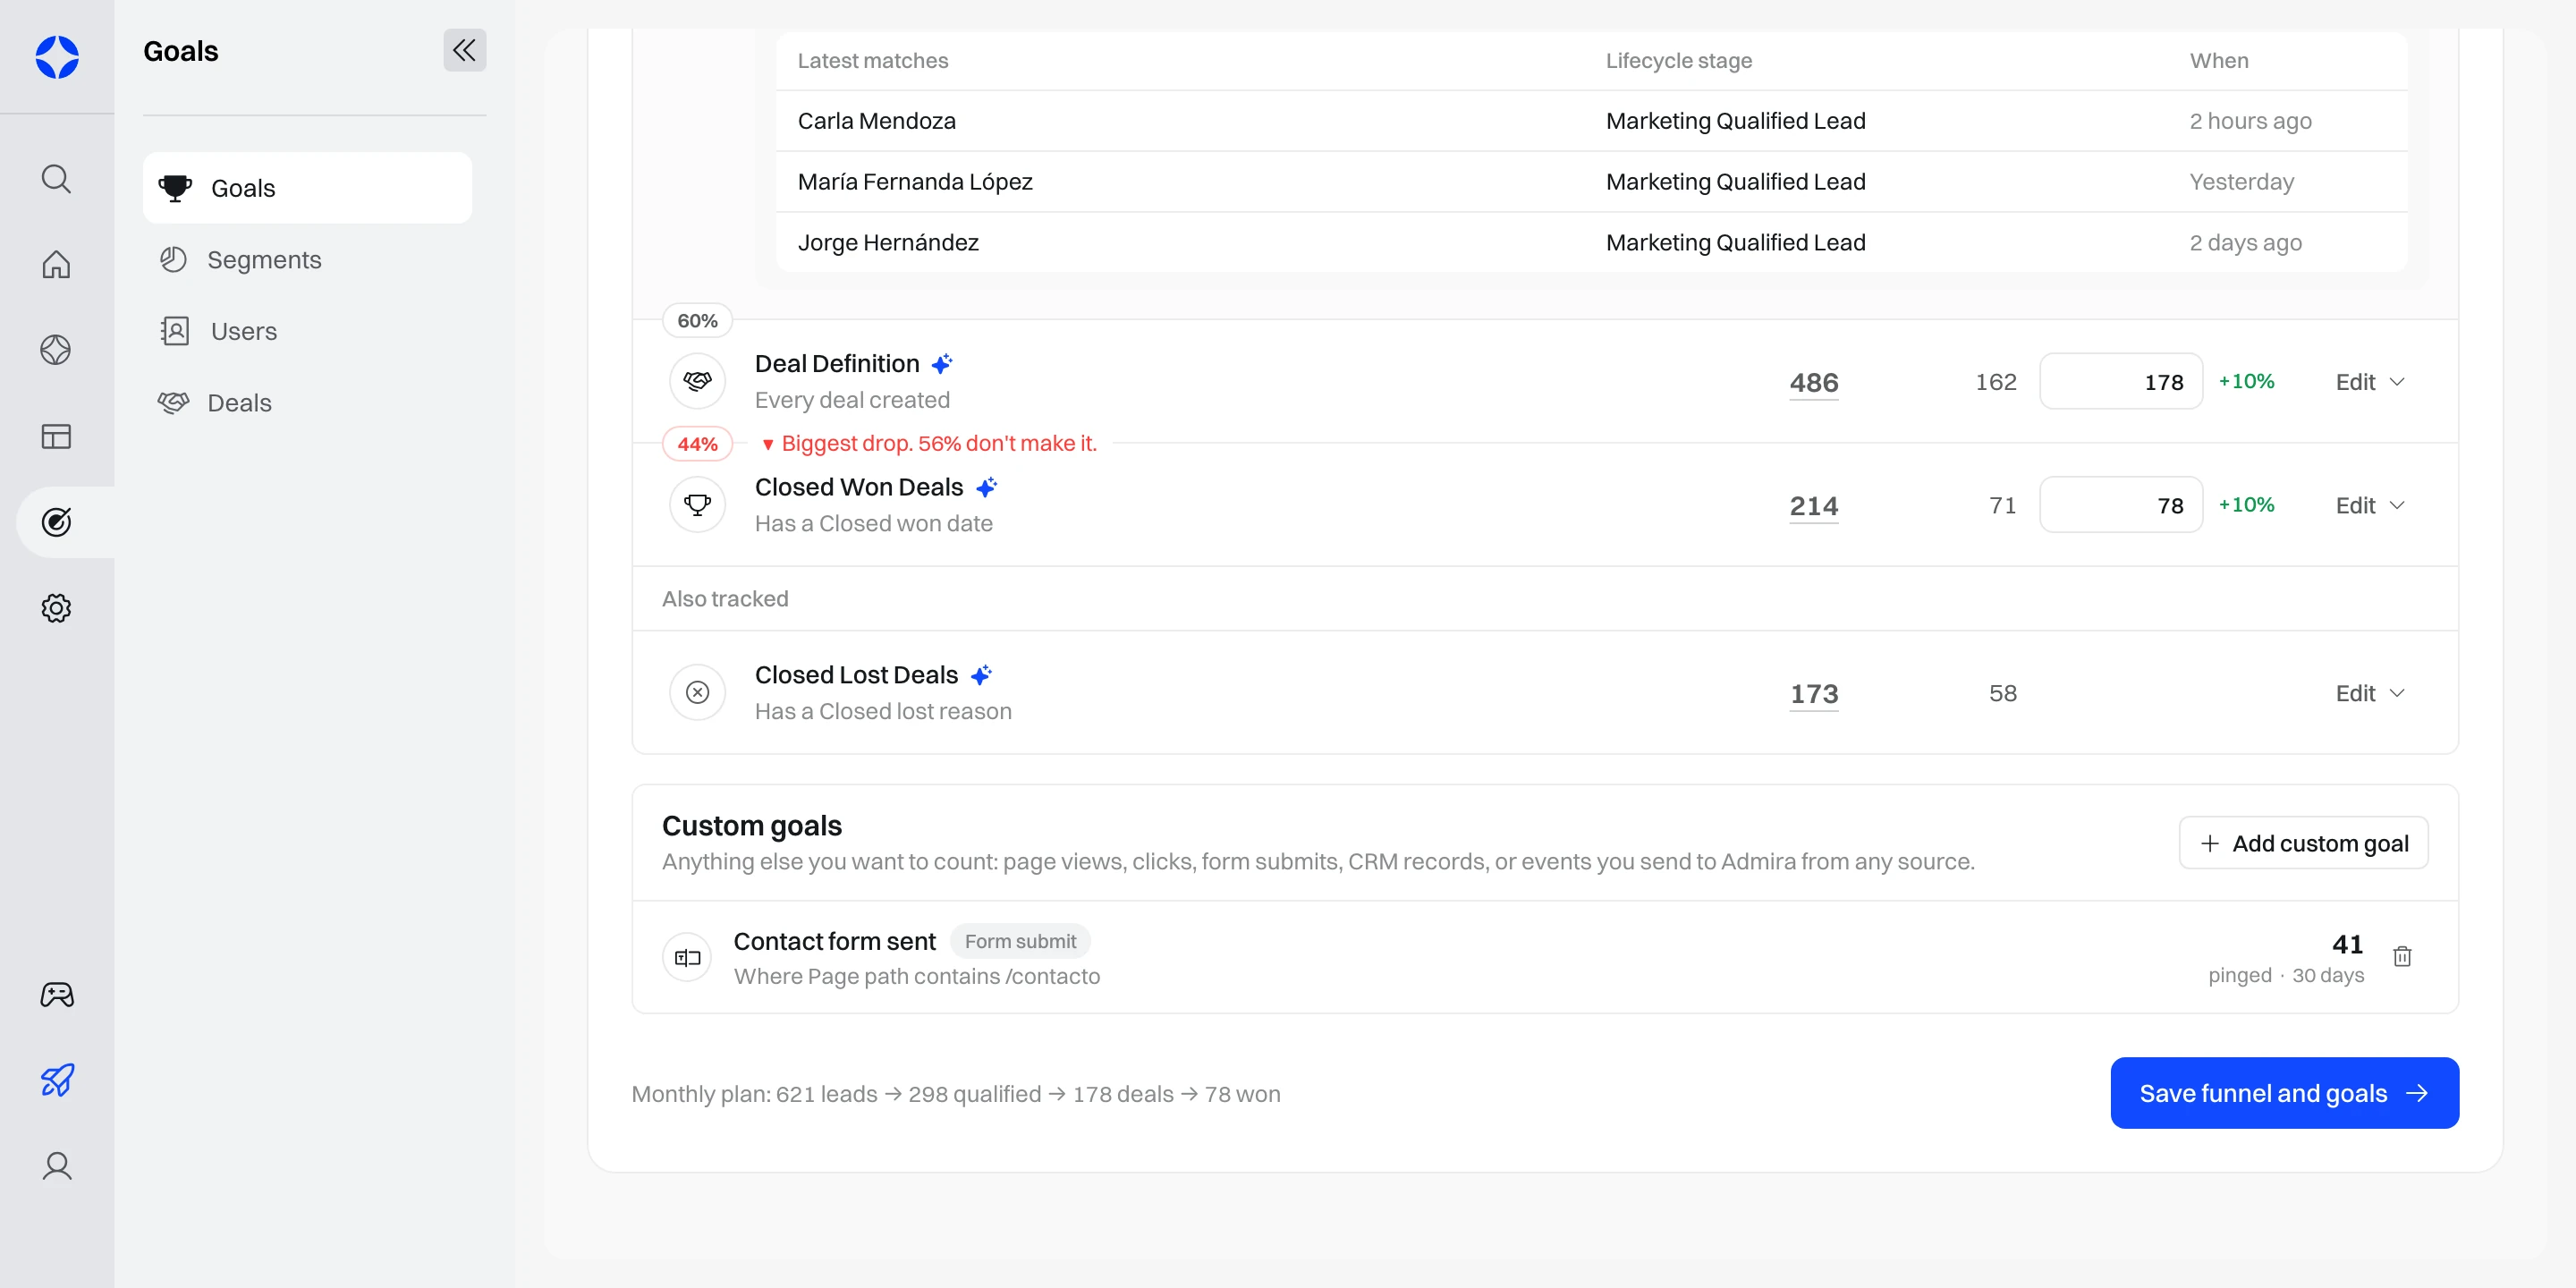 Goals
Goals
Segments
Users
Deals
Latest matches Lifecycle stage When
Carla Mendoza Marketing Qualified Lead 2 hours ago
María Fernanda López Marketing Qualified Lead Yesterday
Jorge Hernández Marketing Qualified Lead 2 days ago
60%
Deal Definition
Every deal created
486 162 178 +10% Edit
44% ▼ Biggest drop. 56% don't make it.
Closed Won Deals
Has a Closed won date
214 71 78 +10% Edit
Also tracked
Closed Lost Deals
Has a Closed lost reason
173 58 Edit
Custom goals
Anything else you want to count: page views, clicks, form submits, CRM records, or events you send to Admira from any source.
+ Add custom goal
Contact form sent Form submit
Where Page path contains /contacto
41
pinged · 30 days
Monthly plan: 621 leads → 298 qualified → 178 deals → 78 won
Save funnel and goals →